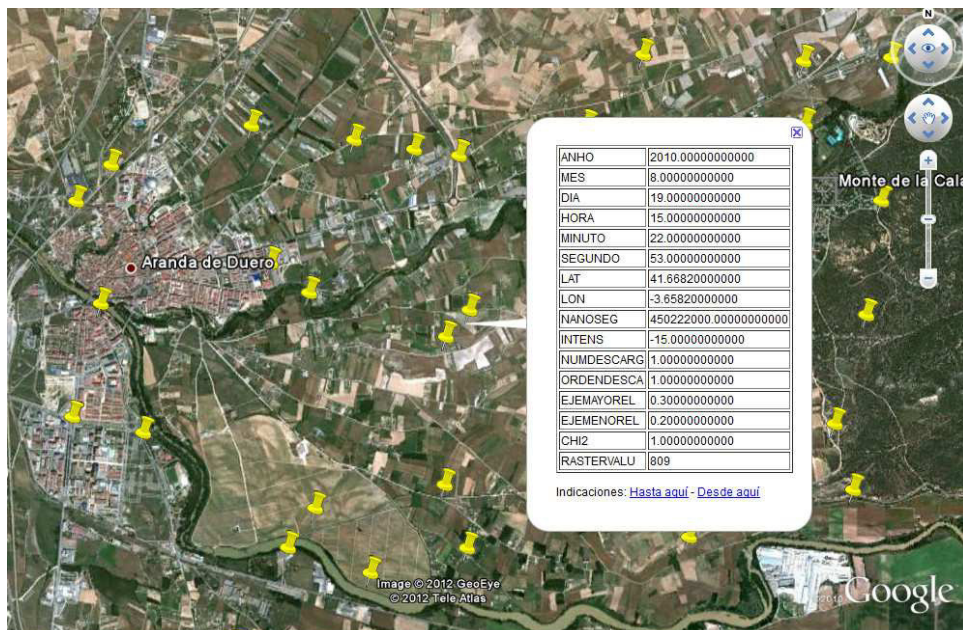 N
Monte de la Cala
Aranda de Duero
ANHO 2010.00000000000
MES 8.00000000000
DIA 19.00000000000
HORA 15.00000000000
MINUTO 22.00000000000
SEGUNDO 53.00000000000
LAT 41.66820000000
LON -3.65820000000
NANOSEG 450222000.00000000000
INTENS -15.00000000000
NUMDESCARG 1.00000000000
ORDENDESCA 1.00000000000
EJEMAYOREL 0.30000000000
EJEMENOREL 0.20000000000
CHI2 1.00000000000
RASTERVALU 809
Indicaciones: Hasta aquí - Desde aquí
Image © 2012 GeoEye
© 2012 Tele Atlas
Google